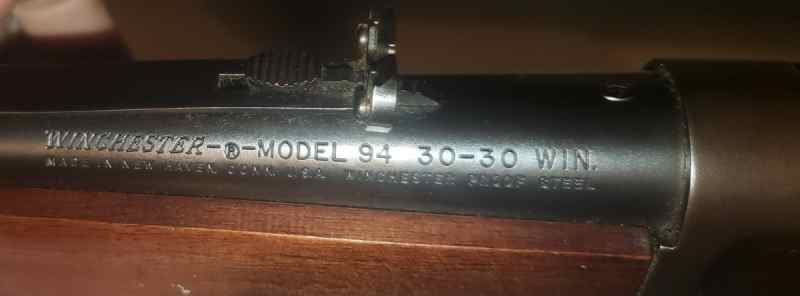 WINCHESTER-®-MODEL 94 30-30 WIN.
MADE IN NEW HAVEN, CONN. U.S.A. WINCHESTER PROOF STEEL